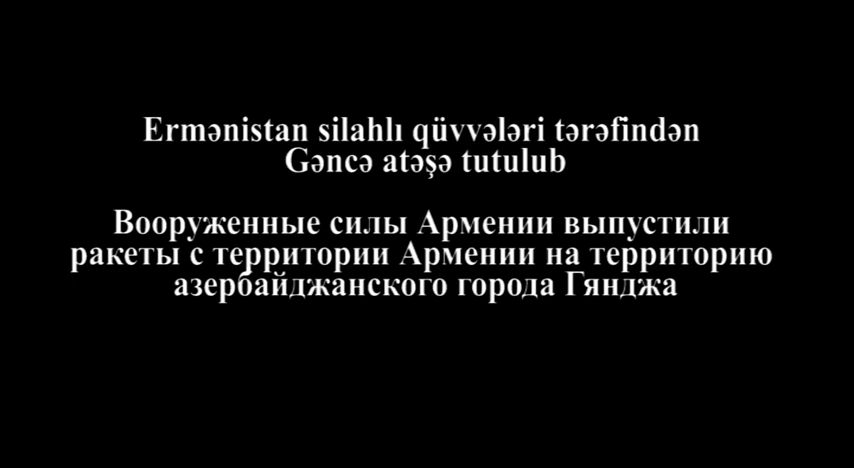 Ermənistan silahlı qüvvələri tərəfindən
Gəncə atəşə tutulub
Вооруженные силы Армении выпустили
ракеты с территории Армении на территорию
азербайджанского города Гянджа